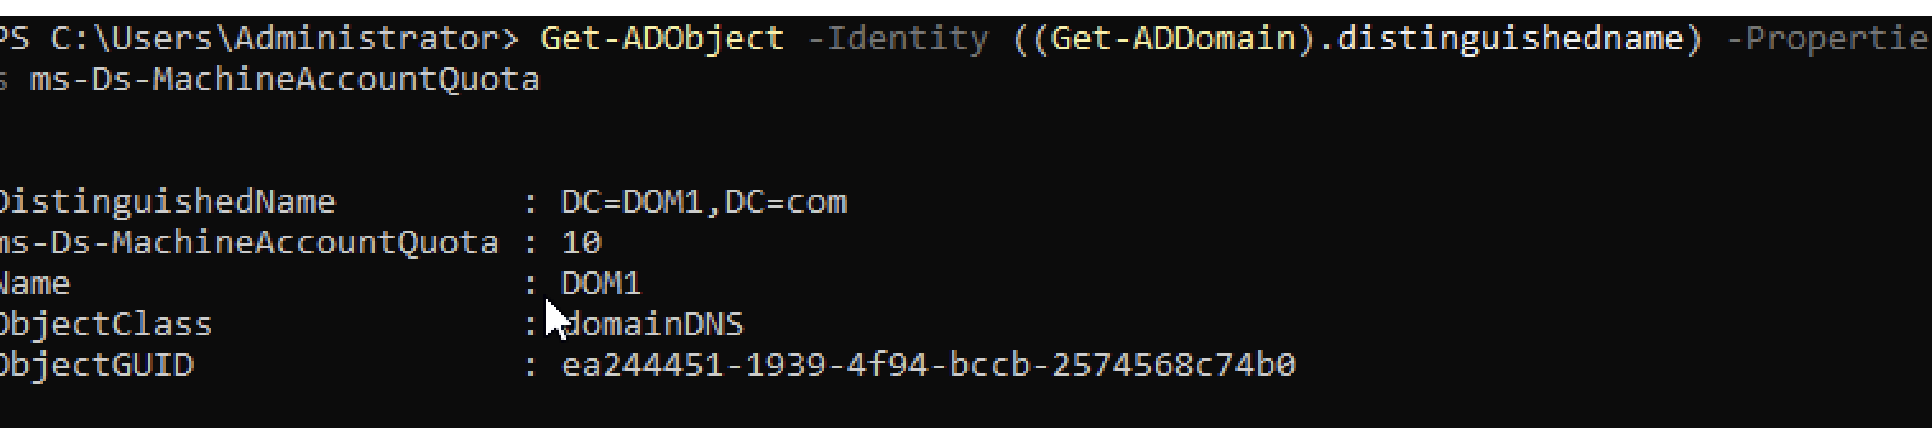 PS C:\Users\Administrator> Get-ADObject -Identity ((Get-ADDomain).distinguishedname) -Propertie
s ms-Ds-MachineAccountQuota
DistinguishedName : DC=DOM1,DC=com
ms-Ds-MachineAccountQuota : 10
Name : DOM1
ObjectClass : domainDNS
ObjectGUID : ea244451-1939-4f94-bccb-2574568c74b0